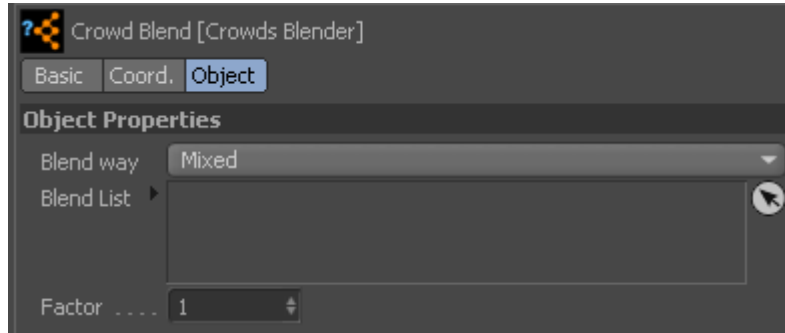 ?
Crowd Blend [Crowds Blender]
Basic Coord. Object
Object Properties
Blend way Mixed
Blend List
Factor . . . . 1